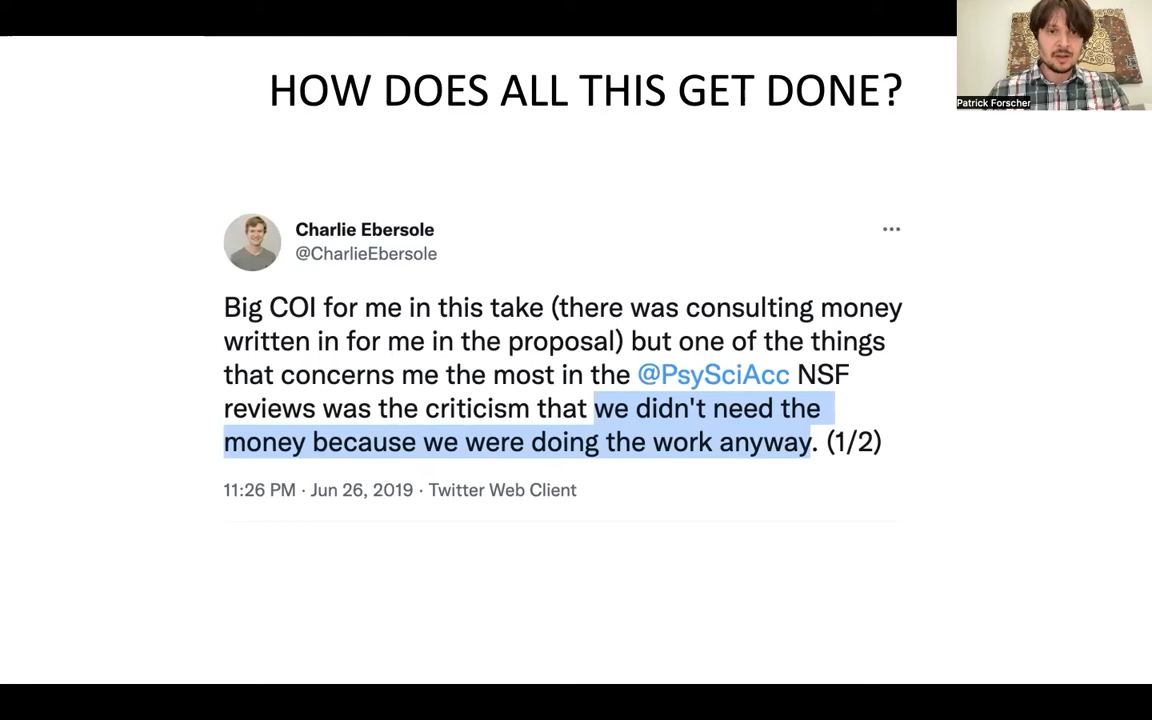 HOW DOES ALL THIS GET DONE?
Patrick Forscher
Charlie Ebersole
@CharlieEbersole
Big COI for me in this take (there was consulting money
written in for me in the proposal) but one of the things
that concerns me the most in the @PsySciAcc NSF
reviews was the criticism that we didn't need the
money because we were doing the work anyway. (1/2)
11:26 PM · Jun 26, 2019 · Twitter Web Client